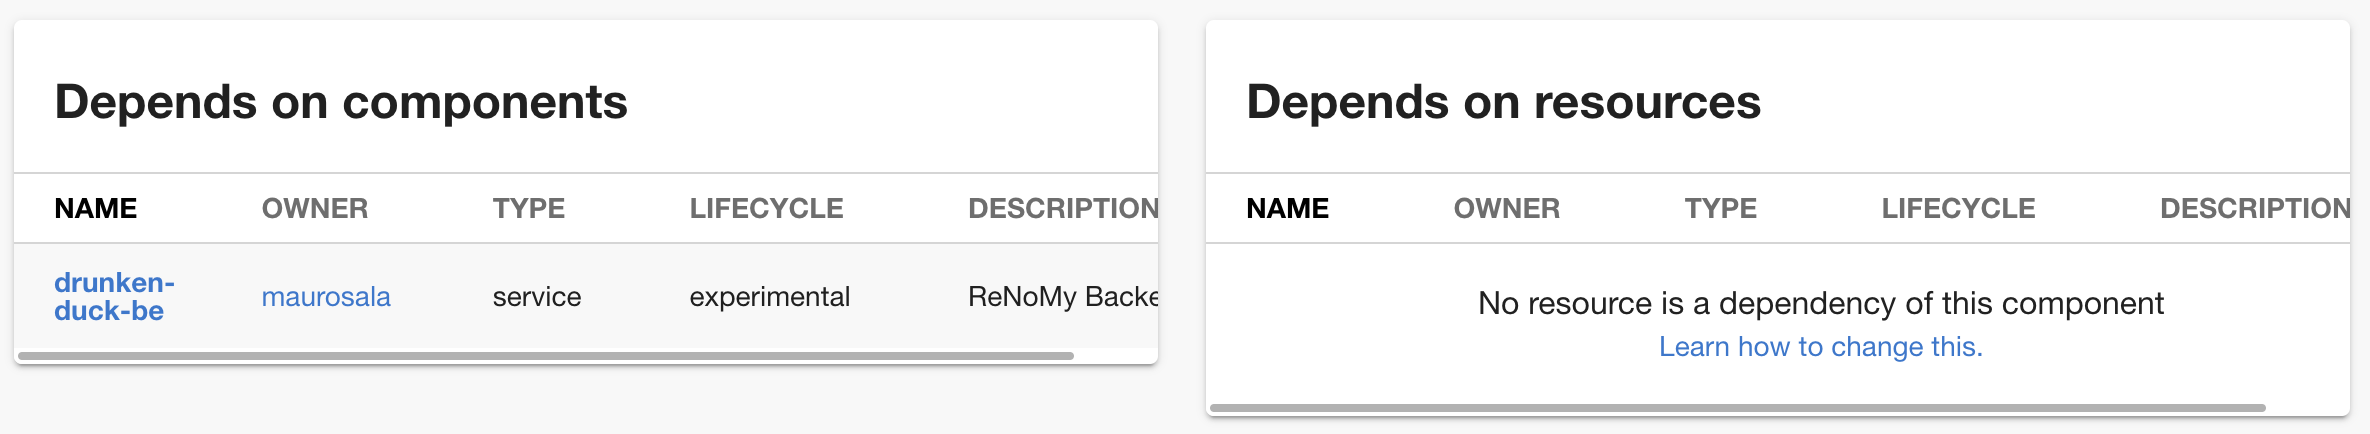 Depends on components
NAME OWNER TYPE LIFECYCLE DESCRIPTION
drunken-
duck-be maurosala service experimental ReNoMy Backe
Depends on resources
NAME OWNER TYPE LIFECYCLE DESCRIPTION
No resource is a dependency of this component
Learn how to change this.